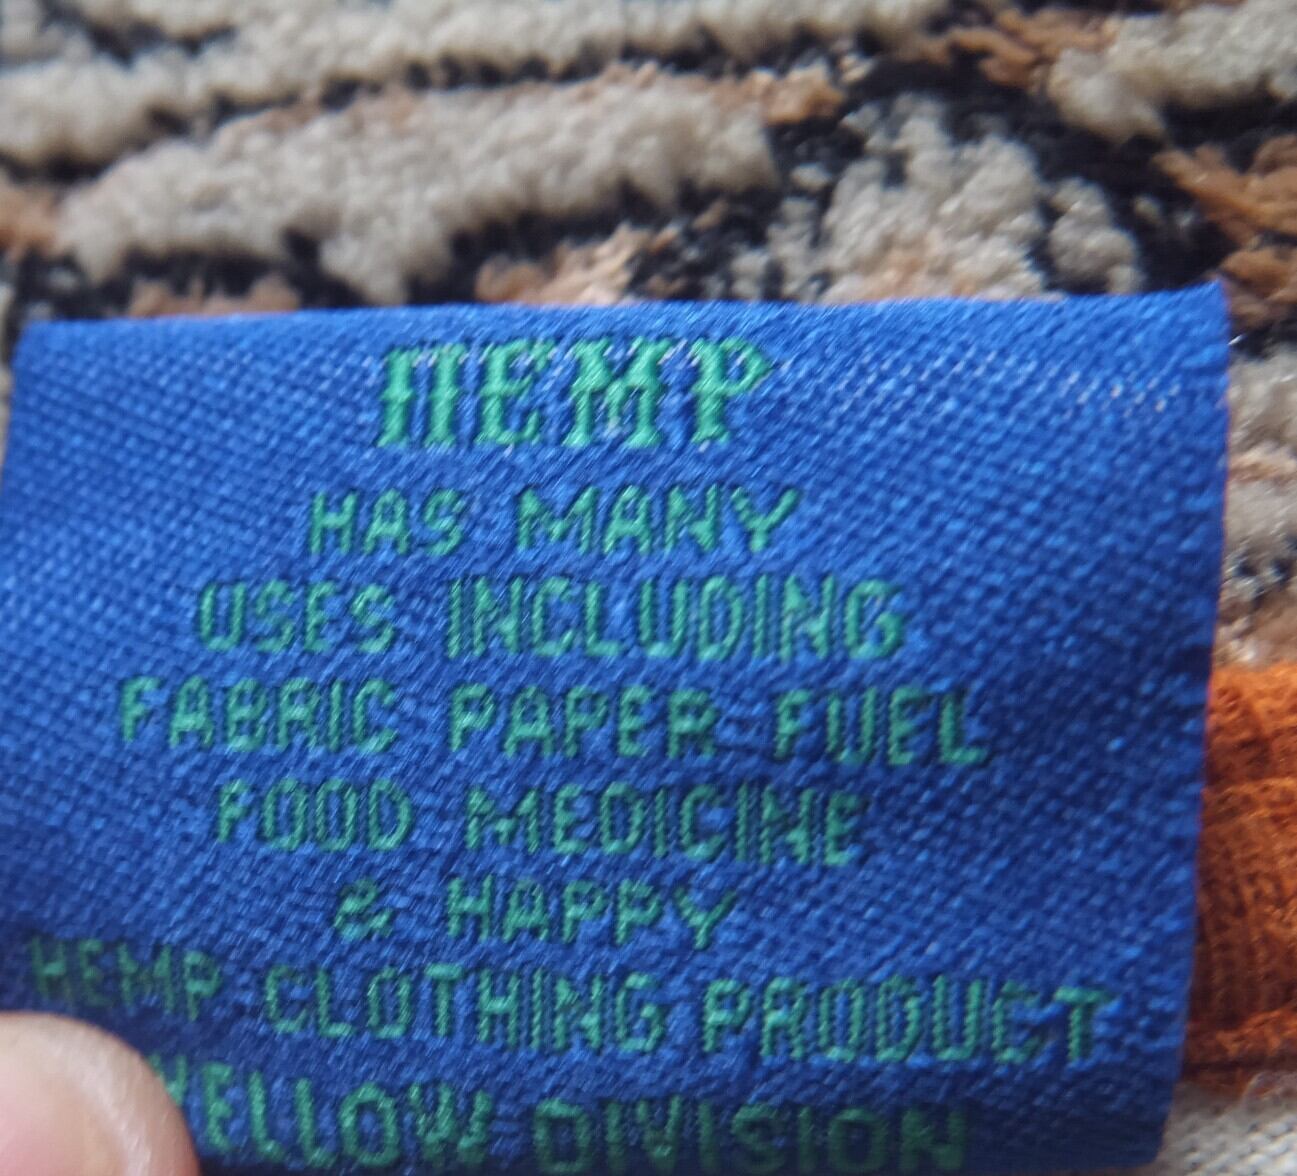 HEMP
HAS MANY
USES INCLUDING
FABRIC PAPER FUEL
FOOD MEDICINE
& HAPPY
HEMP CLOTHING PRODUCT
DIVISION